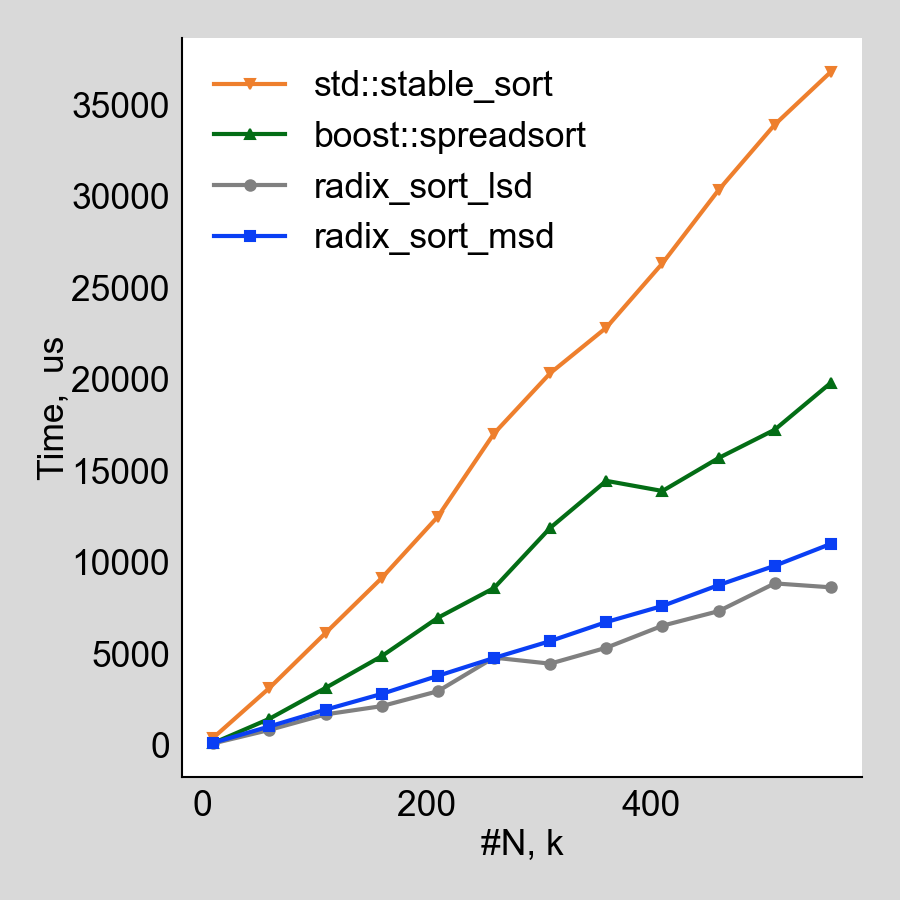 std::stable_sort
boost::spreadsort
radix_sort_lsd
radix_sort_msd
35000
30000
25000
20000
15000
10000
5000
0
Time, us
0 200 400
#N, k